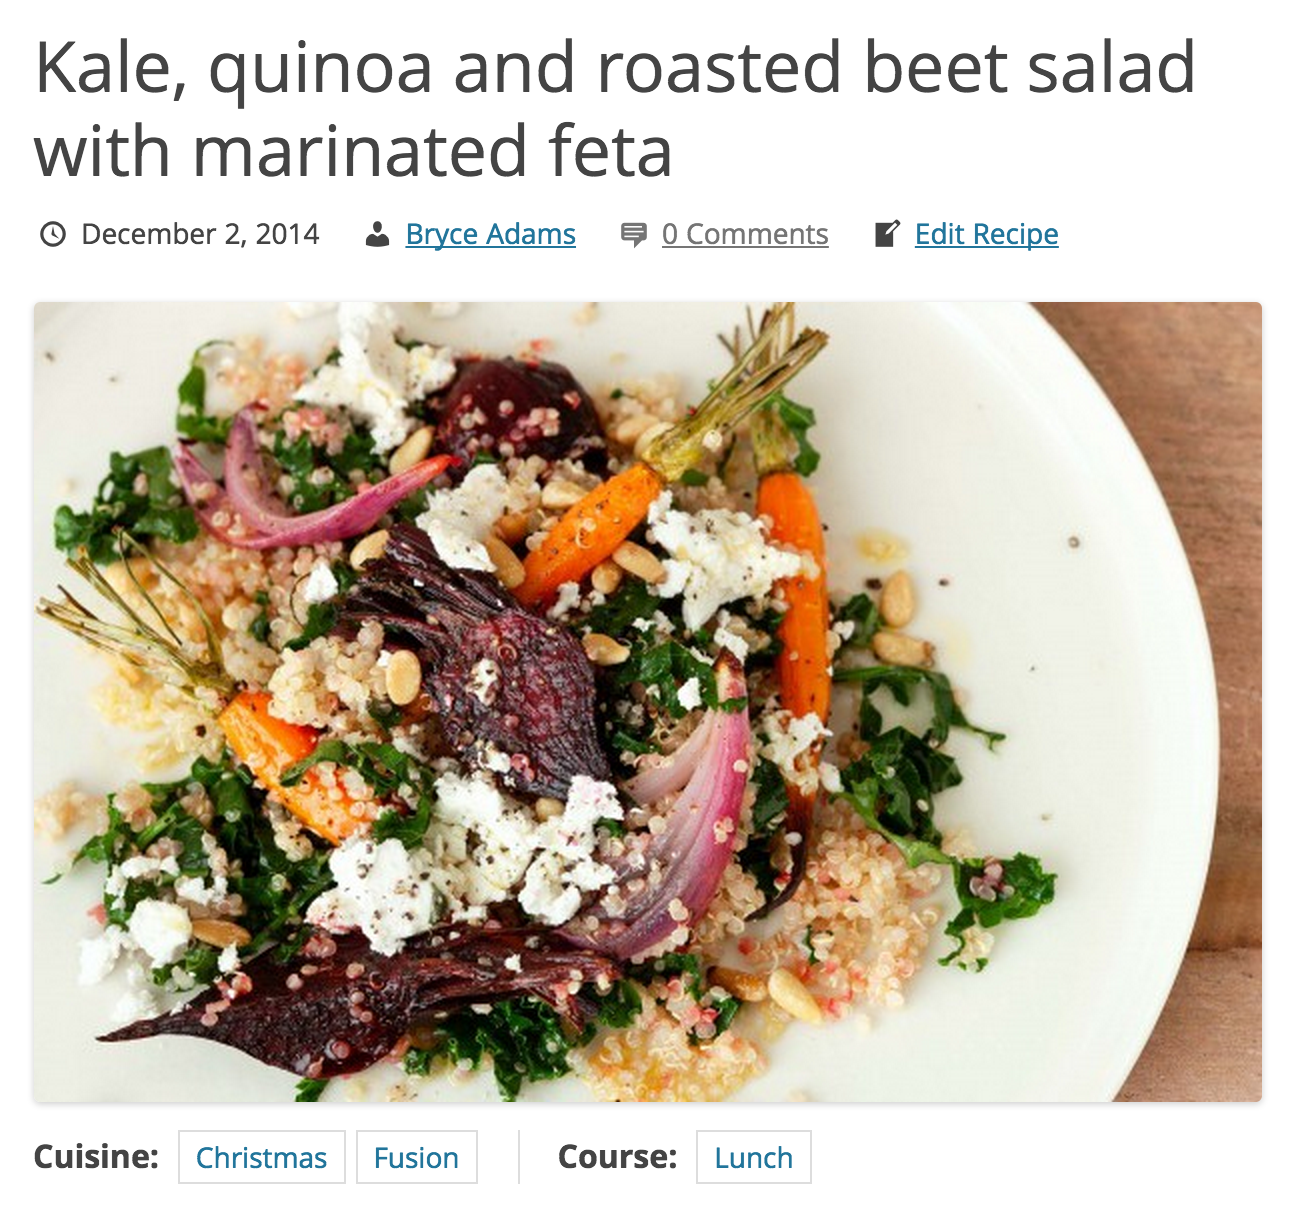 Kale, quinoa and roasted beet salad
with marinated feta
December 2, 2014 Bryce Adams 0 Comments Edit Recipe
Cuisine: Christmas Fusion Course: Lunch